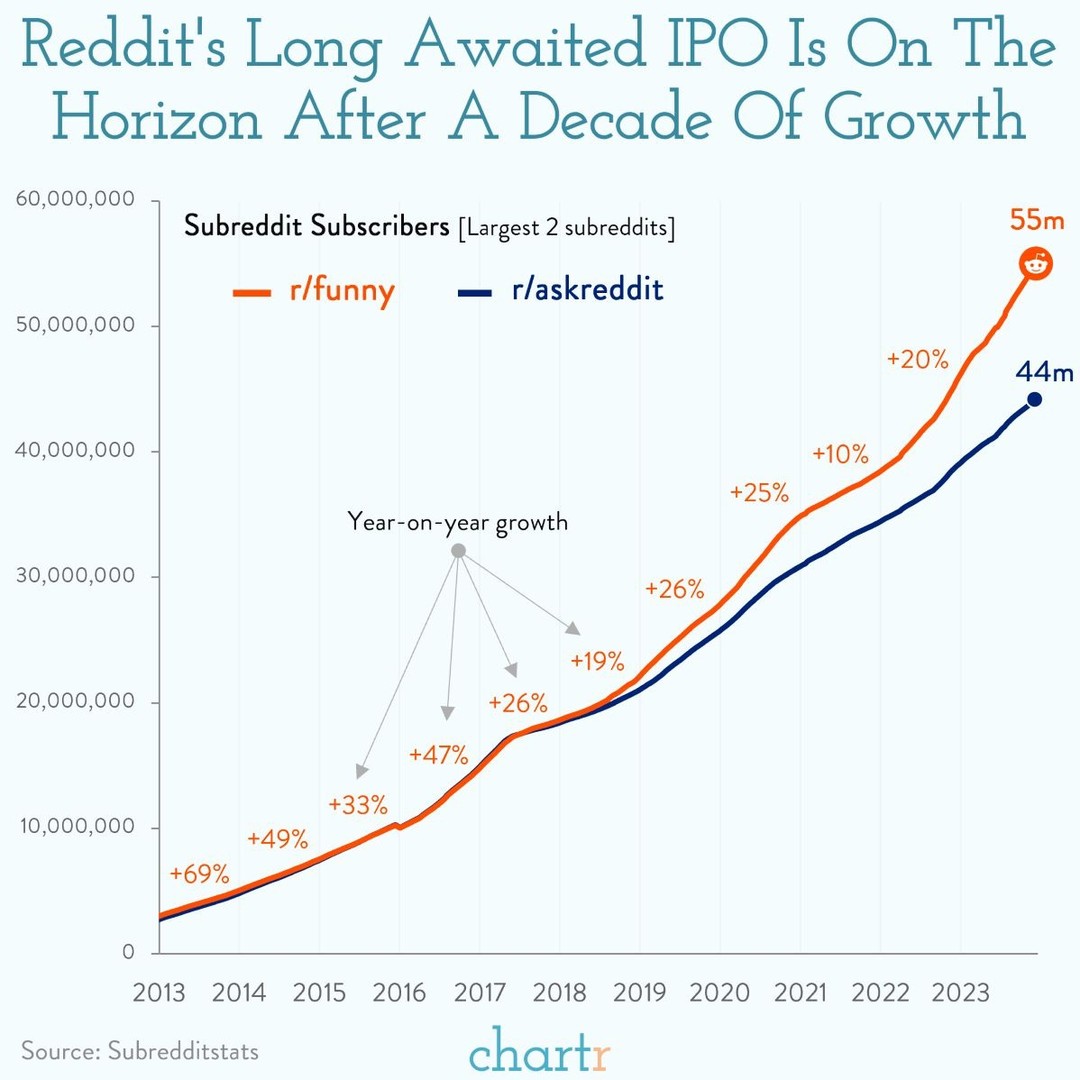 Reddit's Long Awaited IPO Is On The
Horizon After A Decade Of Growth
60,000,000
Subreddit Subscribers [Largest 2 subreddits]
r/funny r/askreddit
55m
50,000,000
+20%
44m
40,000,000
+10%
+25%
Year-on-year growth
30,000,000
+26%
+19%
20,000,000
+26%
+47%
+33%
10,000,000
+49%
+69%
0
2013 2014 2015 2016 2017 2018 2019 2020 2021 2022 2023
Source: Subredditstats
chartr